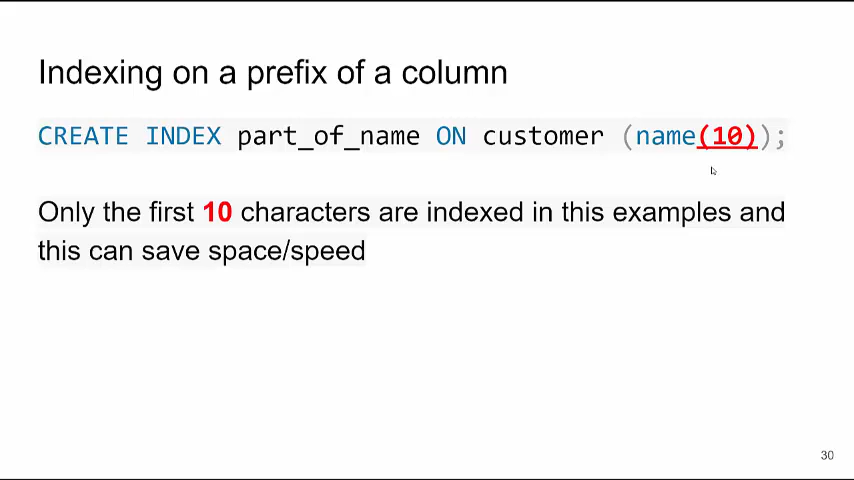 Indexing on a prefix of a column
CREATE INDEX part_of_name ON customer (name(10));
Only the first 10 characters are indexed in this examples and
this can save space/speed
30